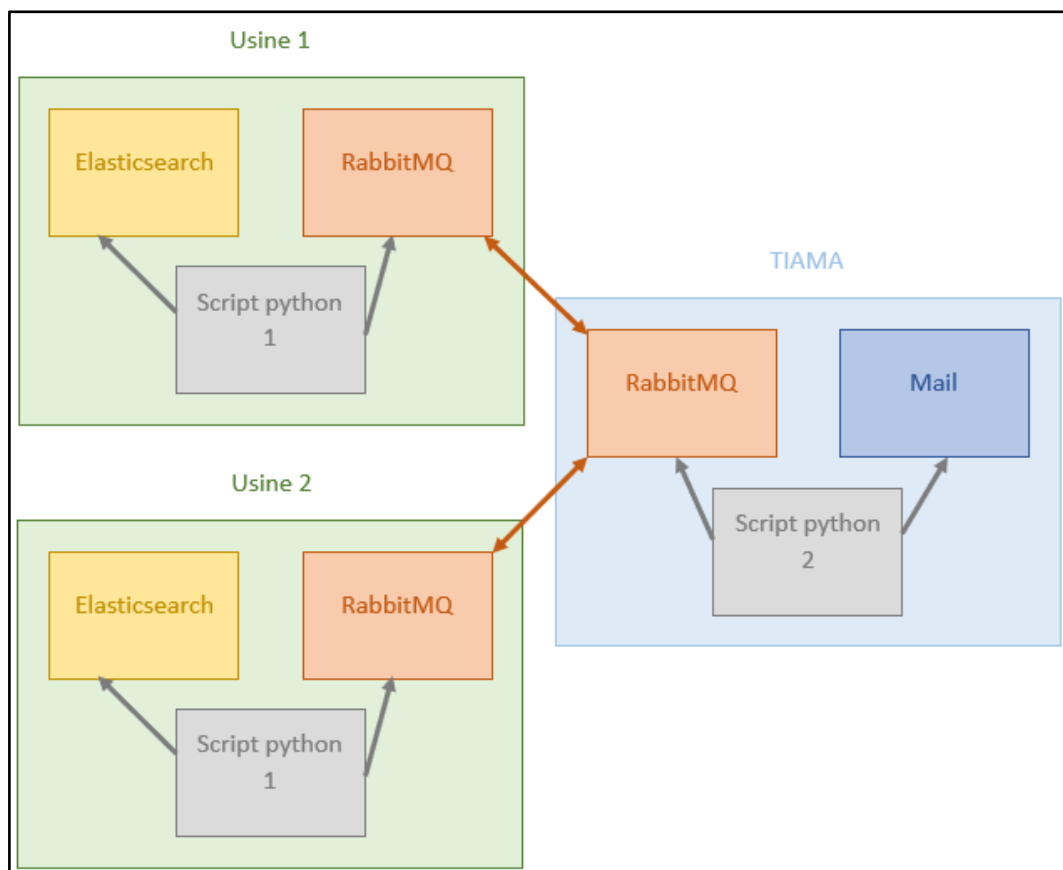 Usine 1
Elasticsearch
RabbitMQ
Script python
1
TIAMA
RabbitMQ
Mail
Script python
2
Usine 2
Elasticsearch
RabbitMQ
Script python
1